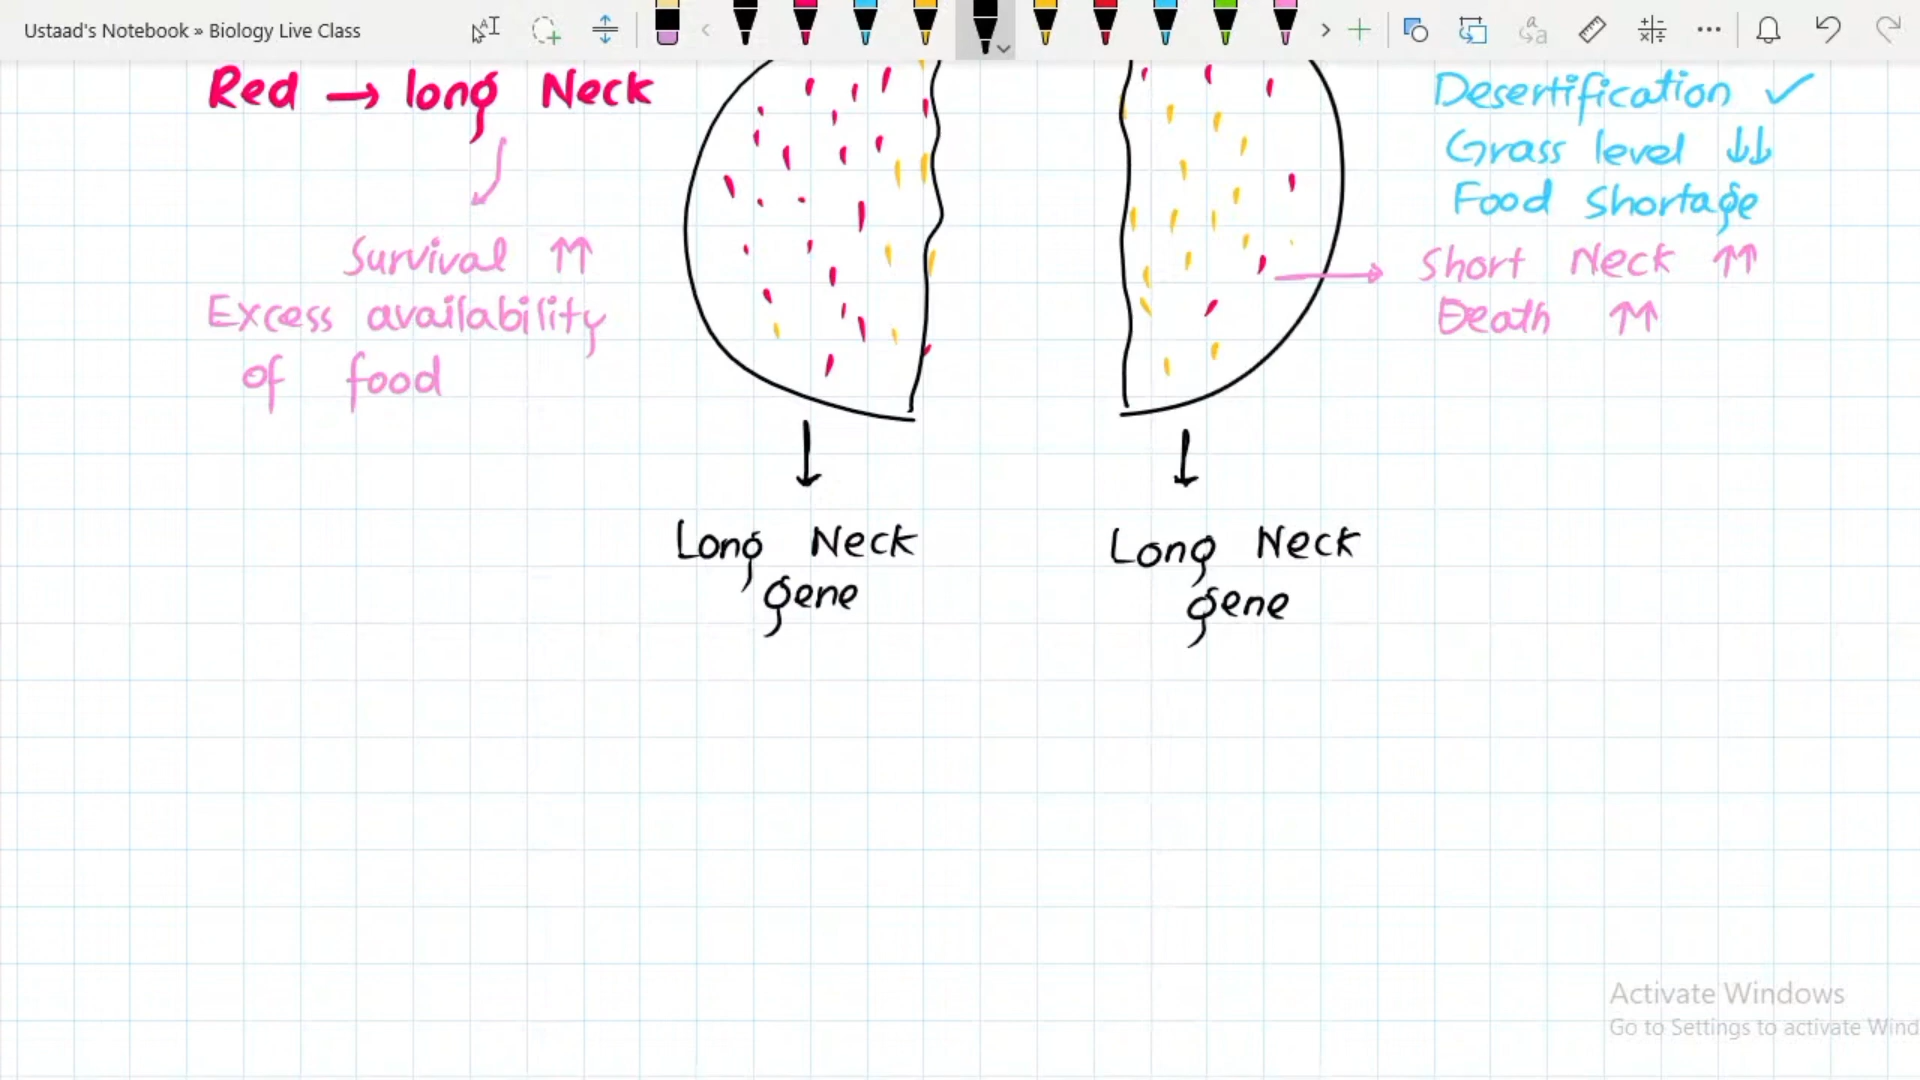 Ustaad's Notebook » Biology Live Class
Red → long Neck
Survival ↑↑
Excess availability
of food
Desertification ✓
Grass level ↓↓
Food Shortage
Short Neck ↑↑
Death ↑↑
Long Neck
gene
Long Neck
gene
Activate Windows
Go to Settings to activate Wind